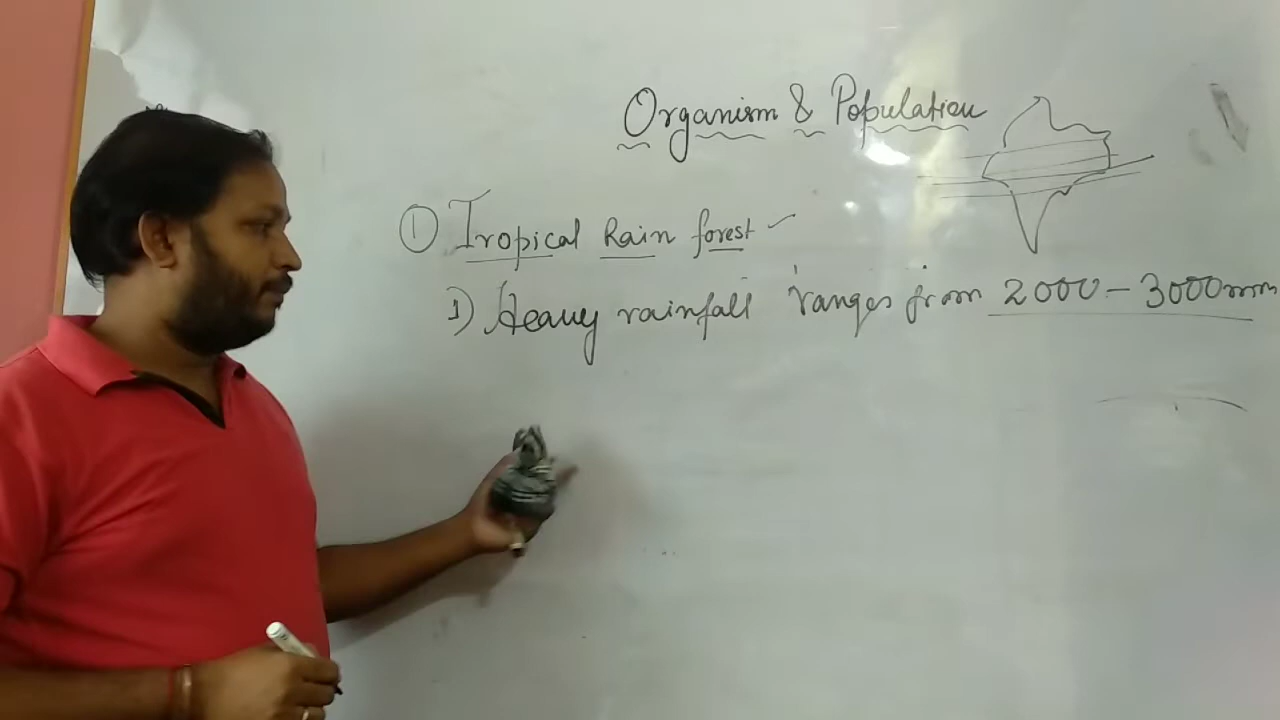 Organism & Population
① Tropical Rain forest
1) Heavy rainfall ranges from 2000 - 3000mm